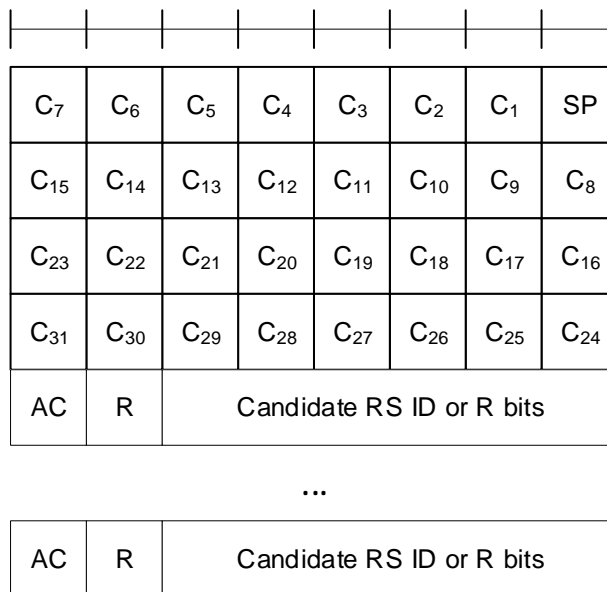 C₇ C₆ C₅ C₄ C₃ C₂ C₁ SP
C₁₅ C₁₄ C₁₃ C₁₂ C₁₁ C₁₀ C₉ C₈
C₂₃ C₂₂ C₂₁ C₂₀ C₁₉ C₁₈ C₁₇ C₁₆
C₃₁ C₃₀ C₂₉ C₂₈ C₂₇ C₂₆ C₂₅ C₂₄
AC R Candidate RS ID or R bits
...
AC R Candidate RS ID or R bits